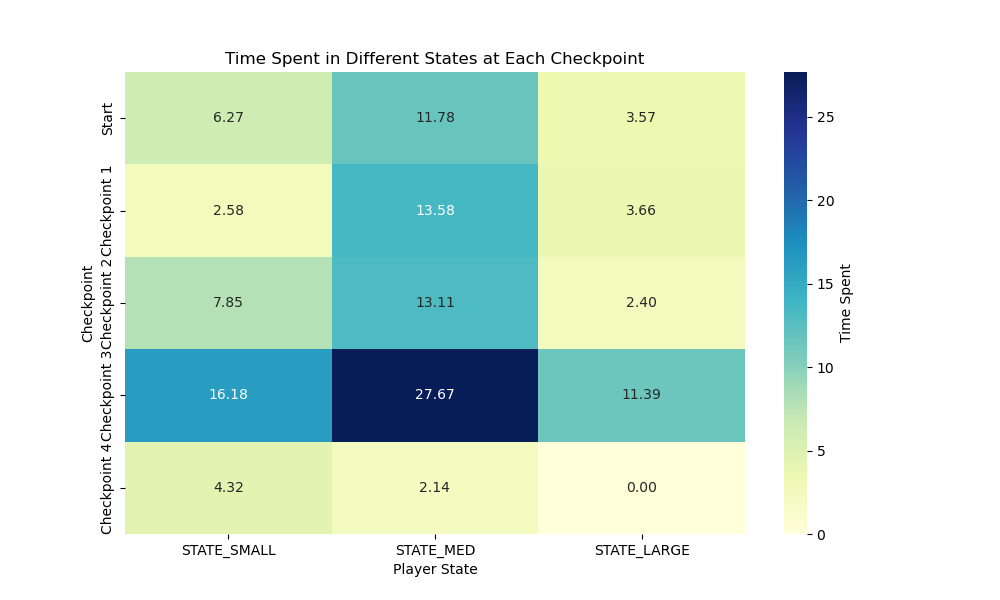 Time Spent in Different States at Each Checkpoint
Start
6.27
11.78
3.57
Checkpoint 1
2.58
13.58
3.66
Checkpoint 2
7.85
13.11
2.40
Checkpoint 3
16.18
27.67
11.39
Checkpoint 4
4.32
2.14
0.00
Checkpoint
STATE_SMALL
STATE_MED
STATE_LARGE
Player State
25
20
15
10
5
0
Time Spent